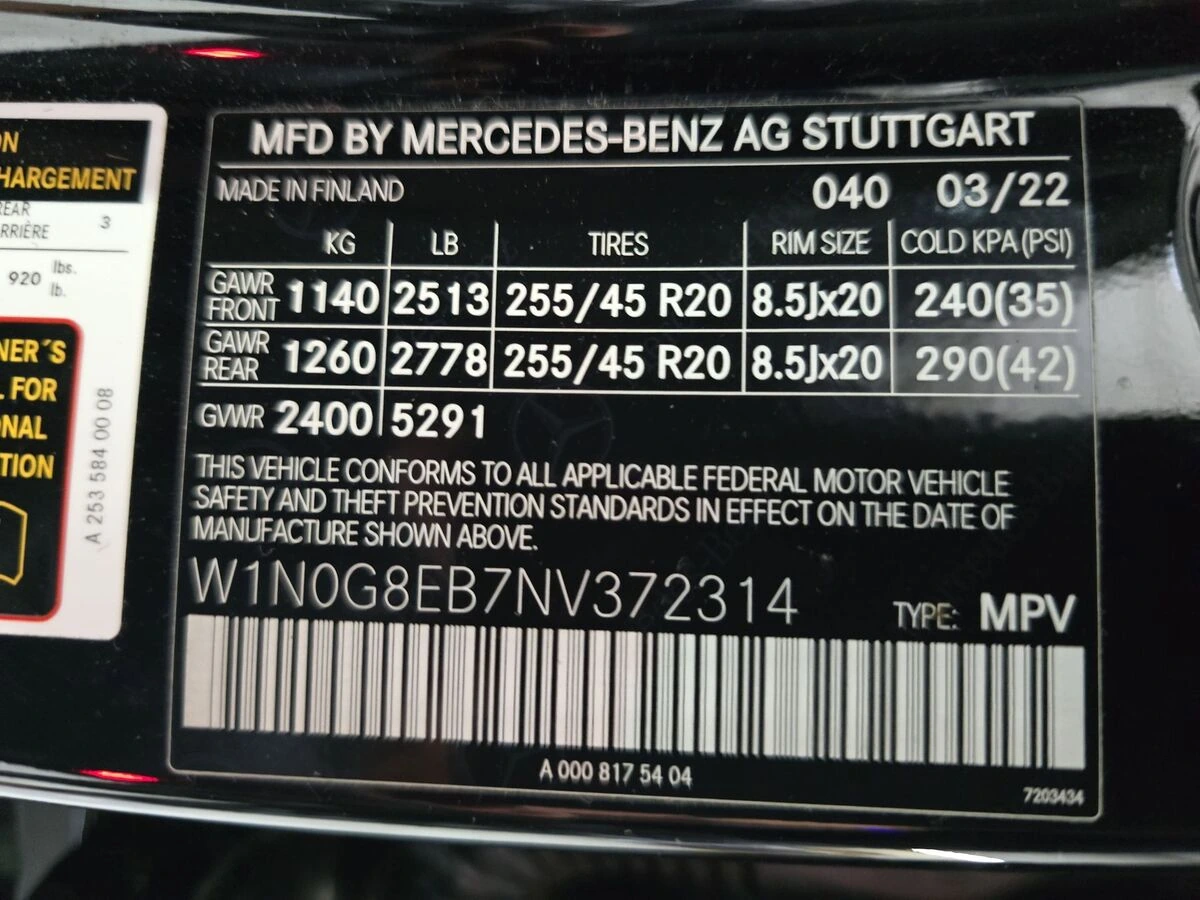 ON
HARGEMENT
REAR
ARRIÈRE
3
920 lbs.
lb.
NER´S
L FOR
ONAL
TION
A 253 584 00 08
MFD BY MERCEDES-BENZ AG STUTTGART
MADE IN FINLAND 040 03/22
KG LB TIRES RIM SIZE COLD KPA (PSI)
GAWR FRONT 1140 2513 255/45 R20 8.5Jx20 240(35)
GAWR REAR 1260 2778 255/45 R20 8.5Jx20 290(42)
GVWR 2400 5291
THIS VEHICLE CONFORMS TO ALL APPLICABLE FEDERAL MOTOR VEHICLE
SAFETY AND THEFT PREVENTION STANDARDS IN EFFECT ON THE DATE OF
MANUFACTURE SHOWN ABOVE.
W1N0G8EB7NV372314 TYPE: MPV
A 000 817 54 04
7203434